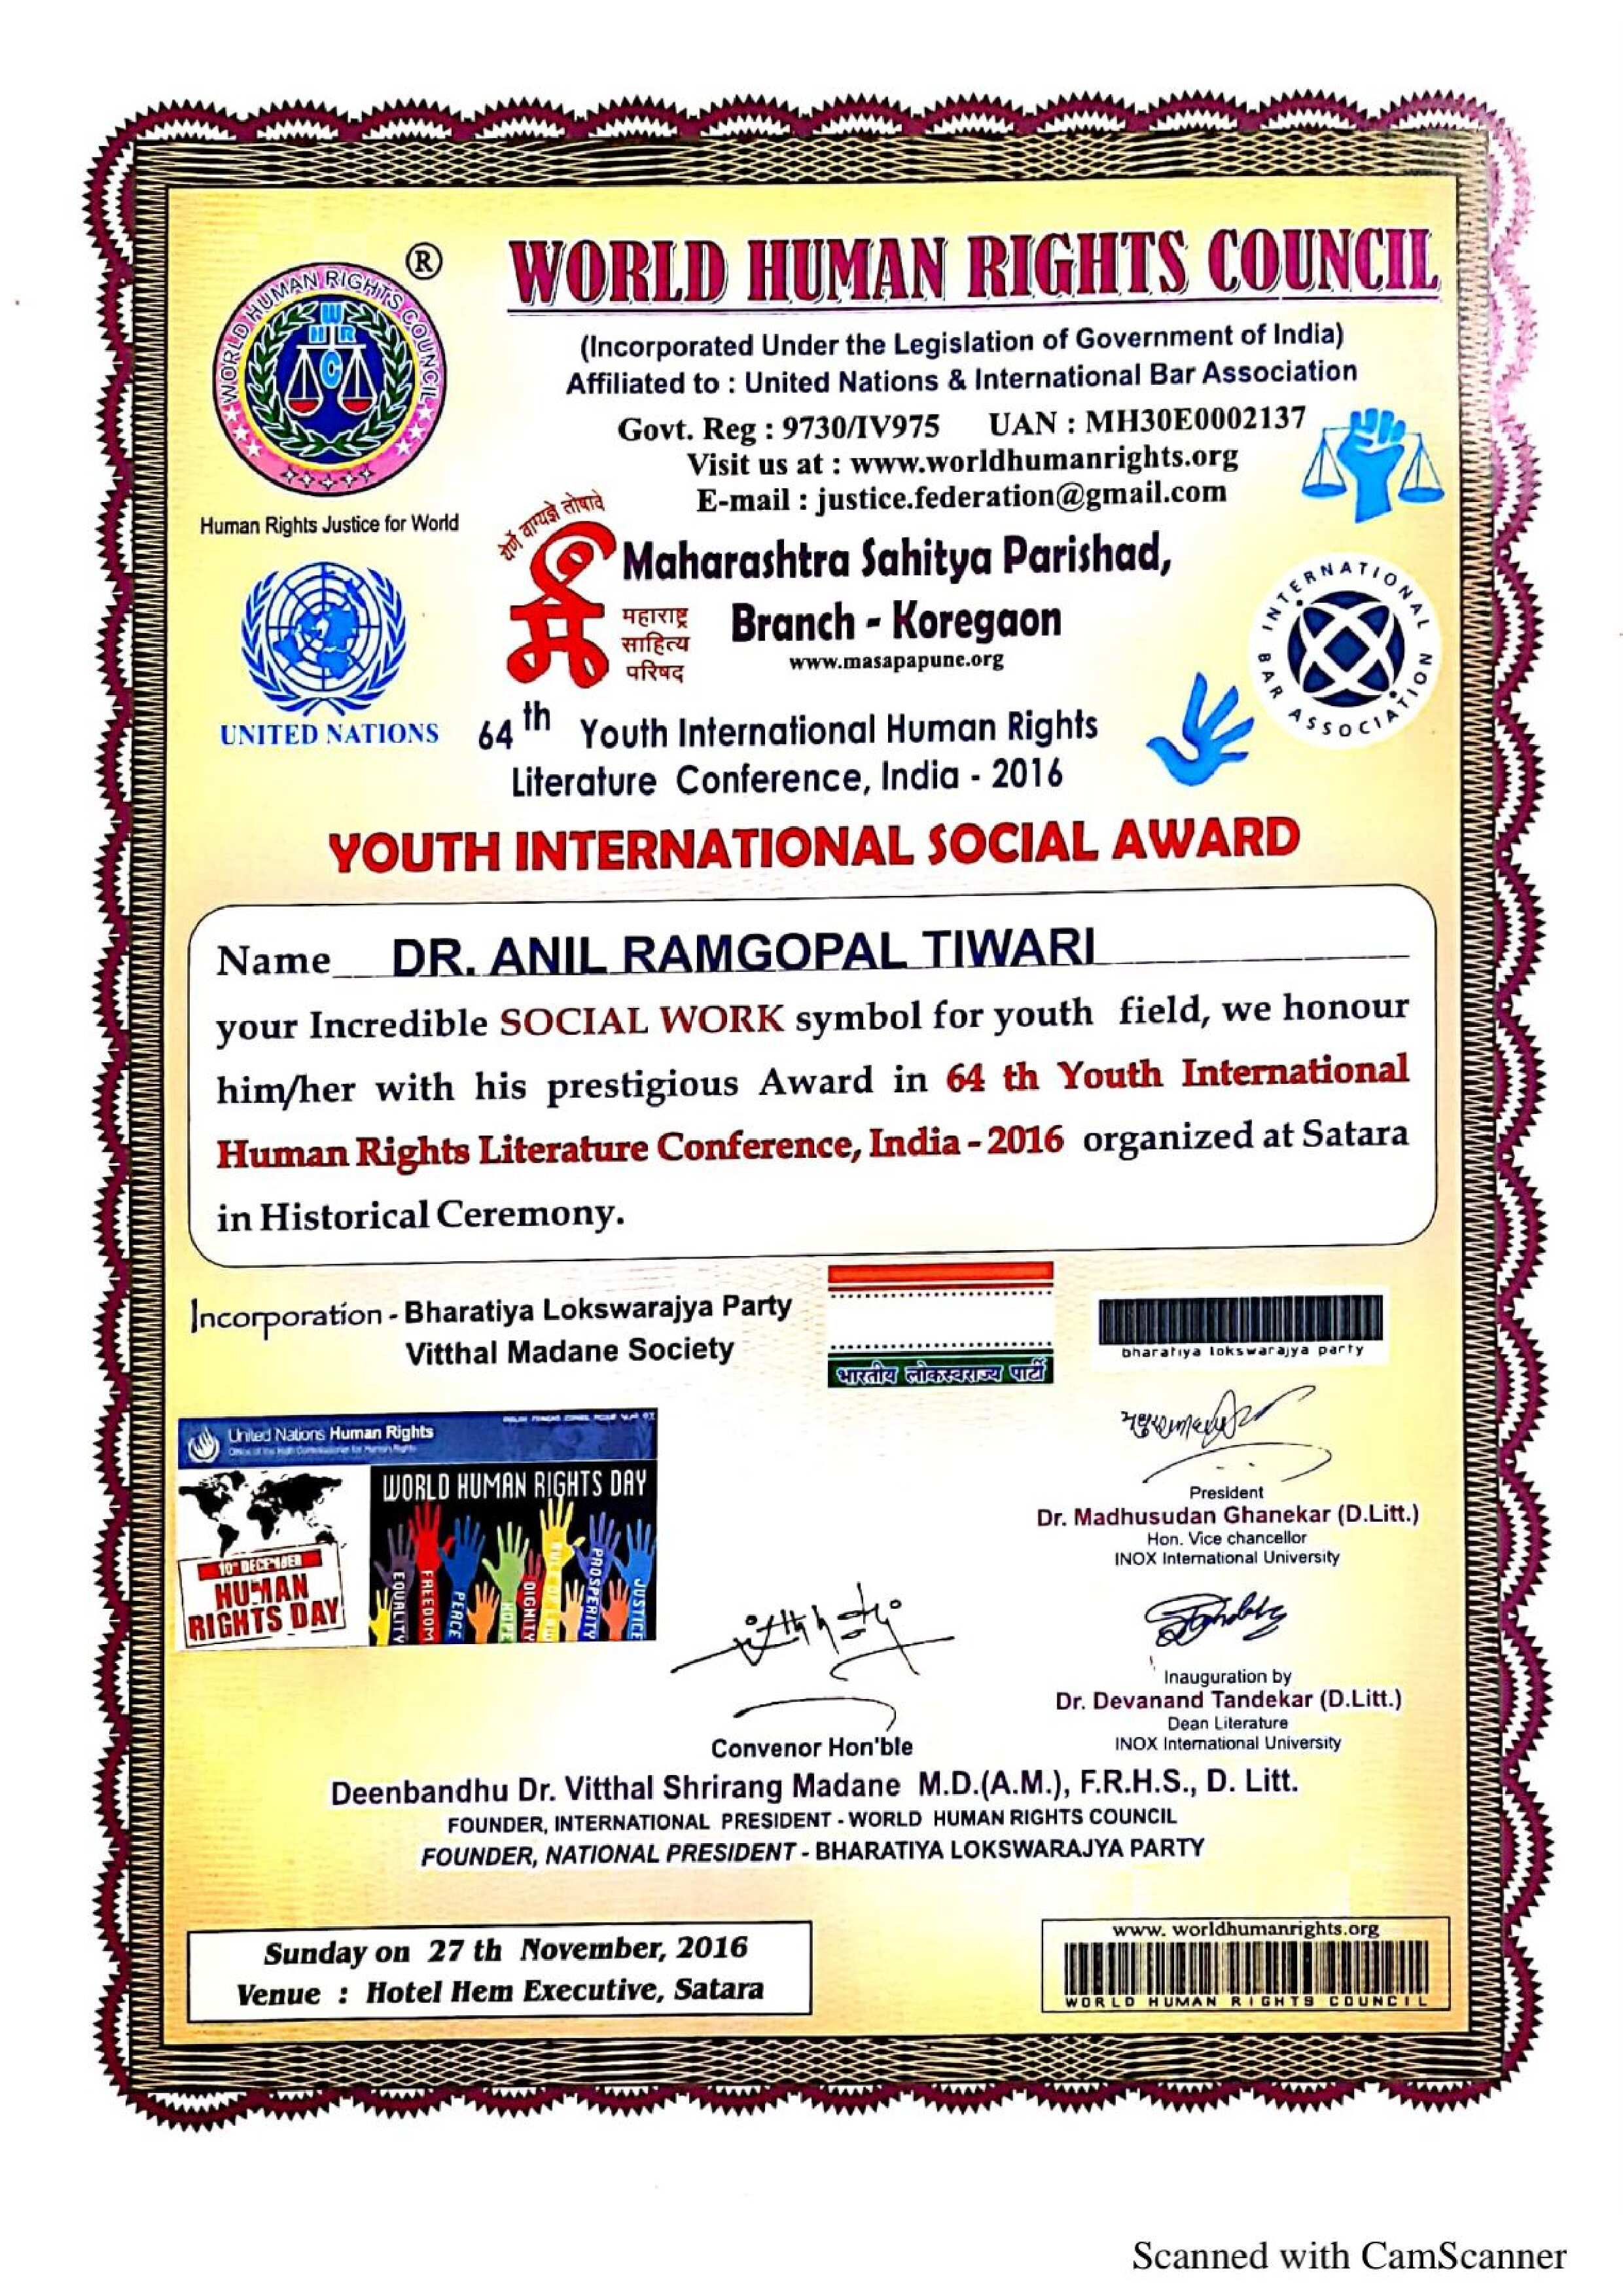 WORLD HUMAN RIGHTS COUNCIL
®
WORLD HUMAN RIGHTS COUNCIL
W
H R
C
Human Rights Justice for World
(Incorporated Under the Legislation of Government of India)
Affiliated to : United Nations & International Bar Association
Govt. Reg : 9730/IV975 UAN : MH30E0002137
Visit us at : www.worldhumanrights.org
E-mail : justice.federation@gmail.com
येणें वाग्यज्ञे तोषावे
Maharashtra Sahitya Parishad,
Branch - Koregaon
www.masapapune.org
महाराष्ट्र
साहित्य
परिषद
UNITED NATIONS
INTERNATIONAL BAR ASSOCIATION
64 th Youth International Human Rights
Literature Conference, India - 2016
YOUTH INTERNATIONAL SOCIAL AWARD
Name DR. ANIL RAMGOPAL TIWARI
your Incredible SOCIAL WORK symbol for youth field, we honour
him/her with his prestigious Award in 64 th Youth International
Human Rights Literature Conference, India - 2016 organized at Satara
in Historical Ceremony.
Incorporation - Bharatiya Lokswarajya Party
Vitthal Madane Society
भारतीय लोकस्वराज्य पार्टी
bharatiya lokswarajya party
United Nations Human Rights
Office of the High Commissioner for Human Rights
WORLD HUMAN RIGHTS DAY
10th DECEMBER
HUMAN
RIGHTS DAY
EQUALITY
FREEDOM
PEACE
HOPE
DIGNITY
PROSPERITY
JUSTICE
President
Dr. Madhusudan Ghanekar (D.Litt.)
Hon. Vice chancellor
INOX International University
Inauguration by
Dr. Devanand Tandekar (D.Litt.)
Dean Literature
INOX International University
Convenor Hon'ble
Deenbandhu Dr. Vitthal Shrirang Madane M.D.(A.M.), F.R.H.S., D. Litt.
FOUNDER, INTERNATIONAL PRESIDENT - WORLD HUMAN RIGHTS COUNCIL
FOUNDER, NATIONAL PRESIDENT - BHARATIYA LOKSWARAJYA PARTY
Sunday on 27 th November, 2016
Venue : Hotel Hem Executive, Satara
www. worldhumanrights.org
WORLD HUMAN RIGHTS COUNCIL
Scanned with CamScanner